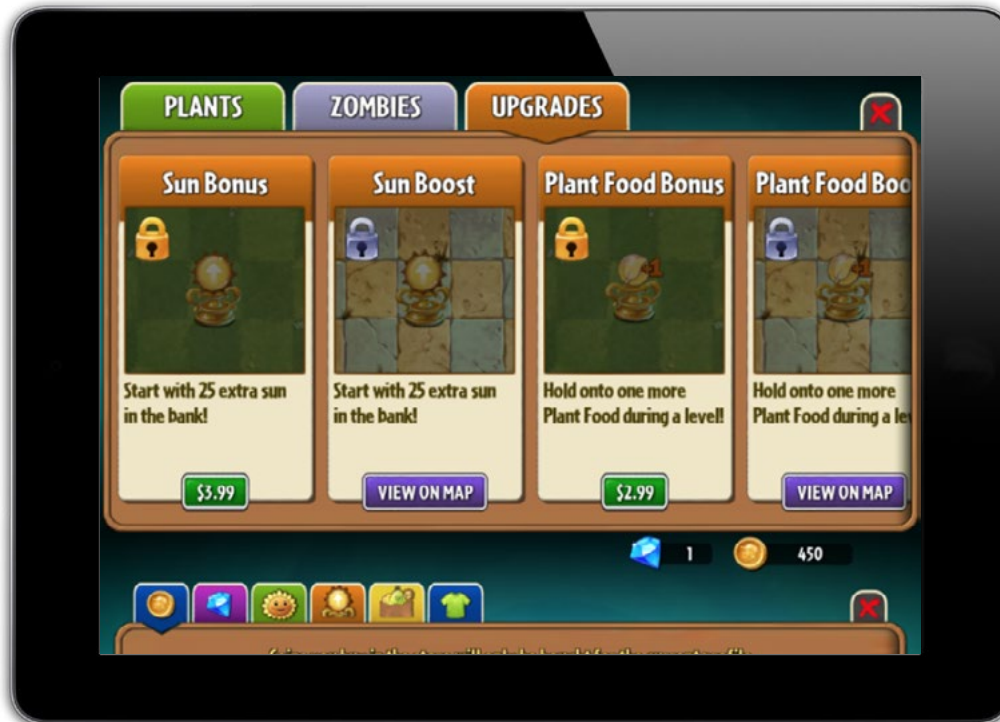 PLANTS
ZOMBIES
UPGRADES
Sun Bonus
Sun Boost
Plant Food Bonus
Plant Food Boo
+1
+1
Start with 25 extra sun
in the bank!
Start with 25 extra sun
in the bank!
Hold onto one more
Plant Food during a level!
Hold onto one more
Plant Food during a le
$3.99
VIEW ON MAP
$2.99
VIEW ON MAP
1
450